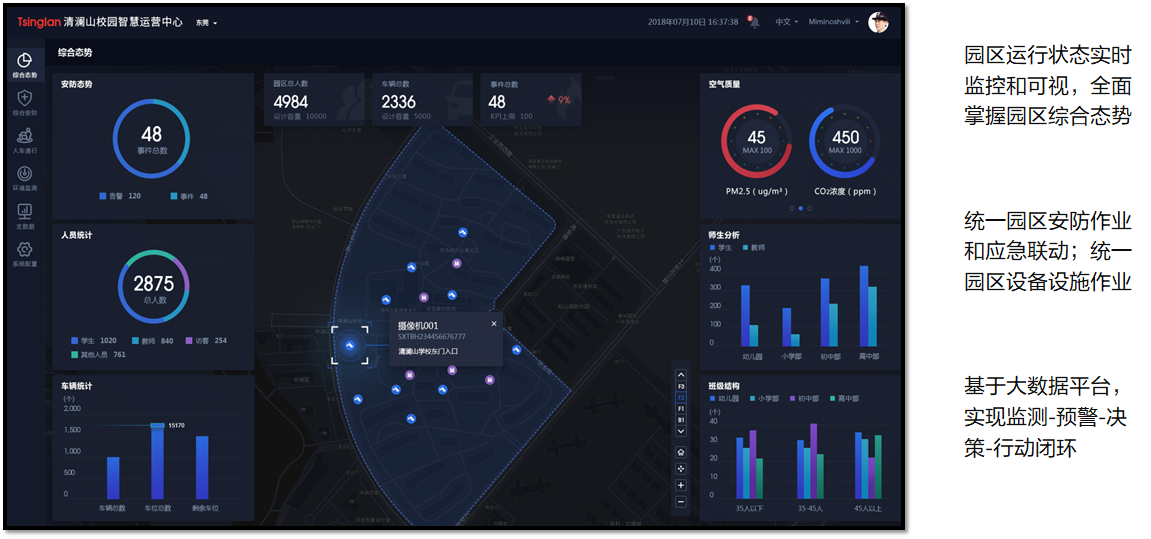 Tsinglan 清澜山校园智慧运营中心 东莞
2018年07月10日 16:37:38 中文 Miminoshvili
综合态势
综合态势
综合安防
人车通行
环境监测
主数据
系统配置
安防态势
48
事件总数
告警 120 事件 48
人员统计
2875
总人数
学生 1020 教师 840 访客 254
其他人员 761
车辆统计
(个)
2,000
1,500
1,000
500
0
15170
车辆总数 车位总数 剩余车位
园区总人数
4984
设计容量 10000
车辆总数
2336
设计容量 5000
事件总数
48 9%
KPI上限 100
摄像机001 ×
SXTBH234456676777
清澜山学校东门入口
F3
F2
F1
B1
空气质量
45
MAX 100
PM2.5 ( ug/m³ )
450
MAX 1000
CO2浓度 ( ppm )
师生分析
学生 教师
(个)
400
300
200
100
0
幼儿园 小学部 初中部 高中部
班级结构
幼儿园 小学部 初中部 高中部
(个)
40
30
20
10
0
35人以下 35-45人 45人以上
园区运行状态实时
监控和可视，全面
掌握园区综合态势
统一园区安防作业
和应急联动；统一
园区设备设施作业
基于大数据平台，
实现监测-预警-决
策-行动闭环